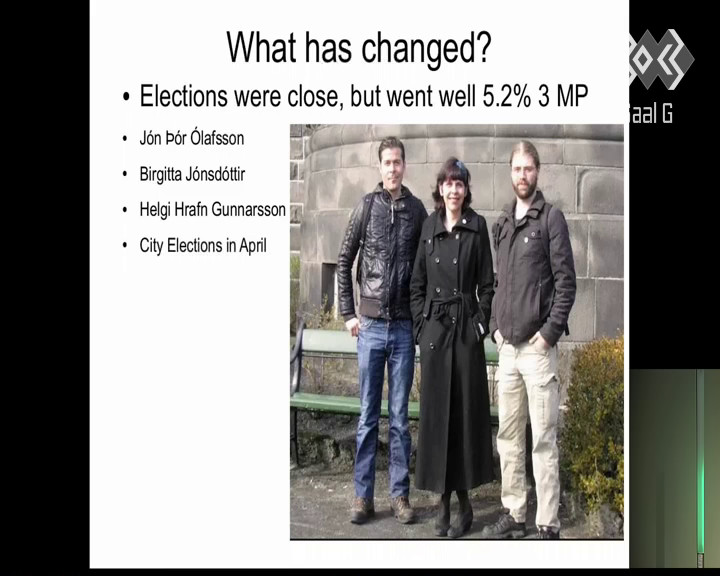 What has changed?
• Elections were close, but went well 5.2% 3 MP
• Jón Þór Ólafsson
• Birgitta Jónsdóttir
• Helgi Hrafn Gunnarsson
• City Elections in April
Saal G